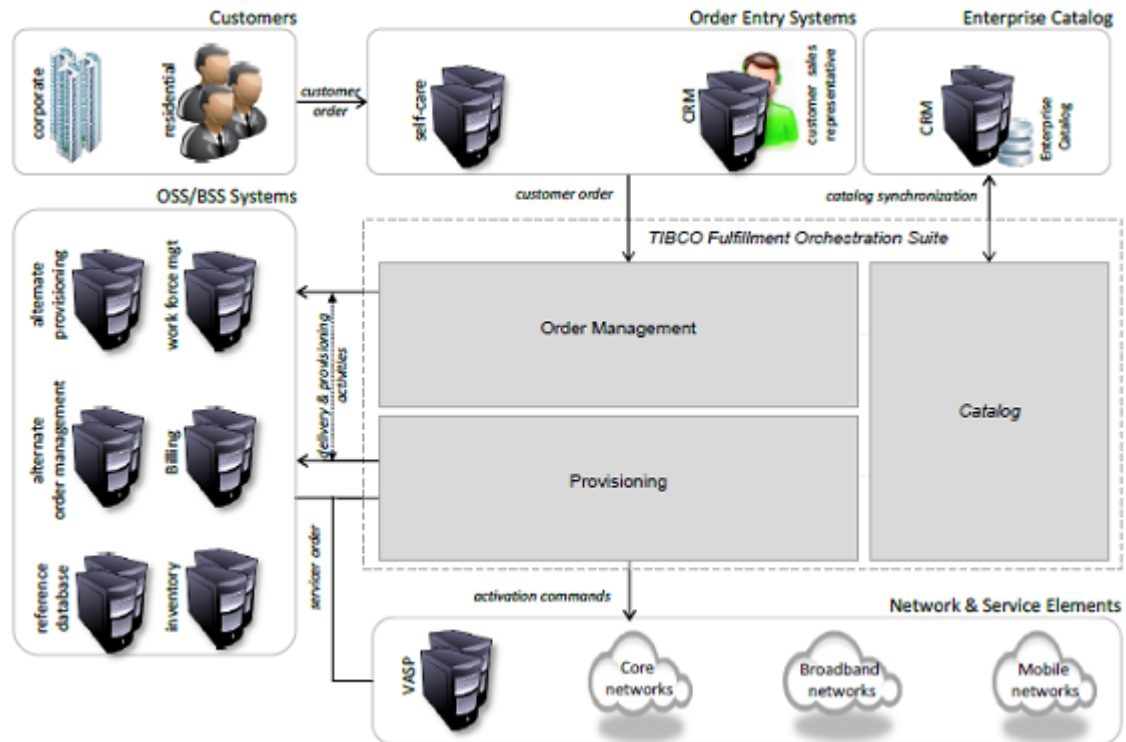 Customers
Order Entry Systems
Enterprise Catalog
corporate
residential
customer
order
self-care
CRM
customer sales
representative
CRM
Enterprise
Catalog
OSS/BSS Systems
customer order
catalog synchronization
TIBCO Fulfillment Orchestration Suite
alternate
provisioning
work force mgt
delivery & provisioning
activities
Order Management
Catalog
alternate
order management
Billing
Provisioning
reference
database
inventory
servicer order
activation commands
Network & Service Elements
VASP
Core
networks
Broadband
networks
Mobile
networks